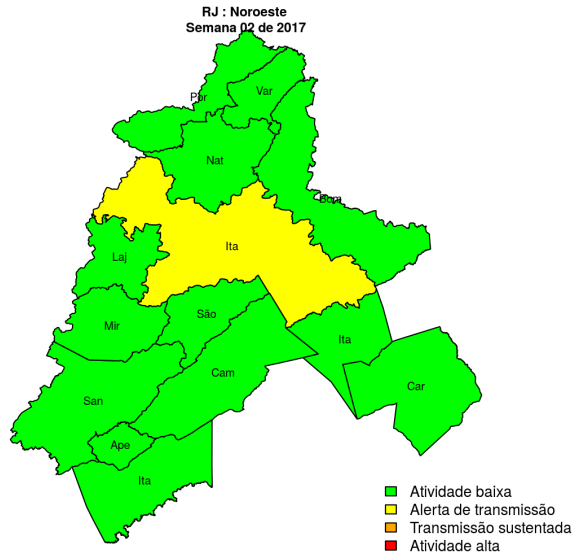 RJ : Noroeste
Semana 02 de 2017
Por
Var
Nat
Bom
Ita
Laj
São
Mir
Ita
Cam
Car
San
Ape
Ita
Atividade baixa
Alerta de transmissão
Transmissão sustentada
Atividade alta